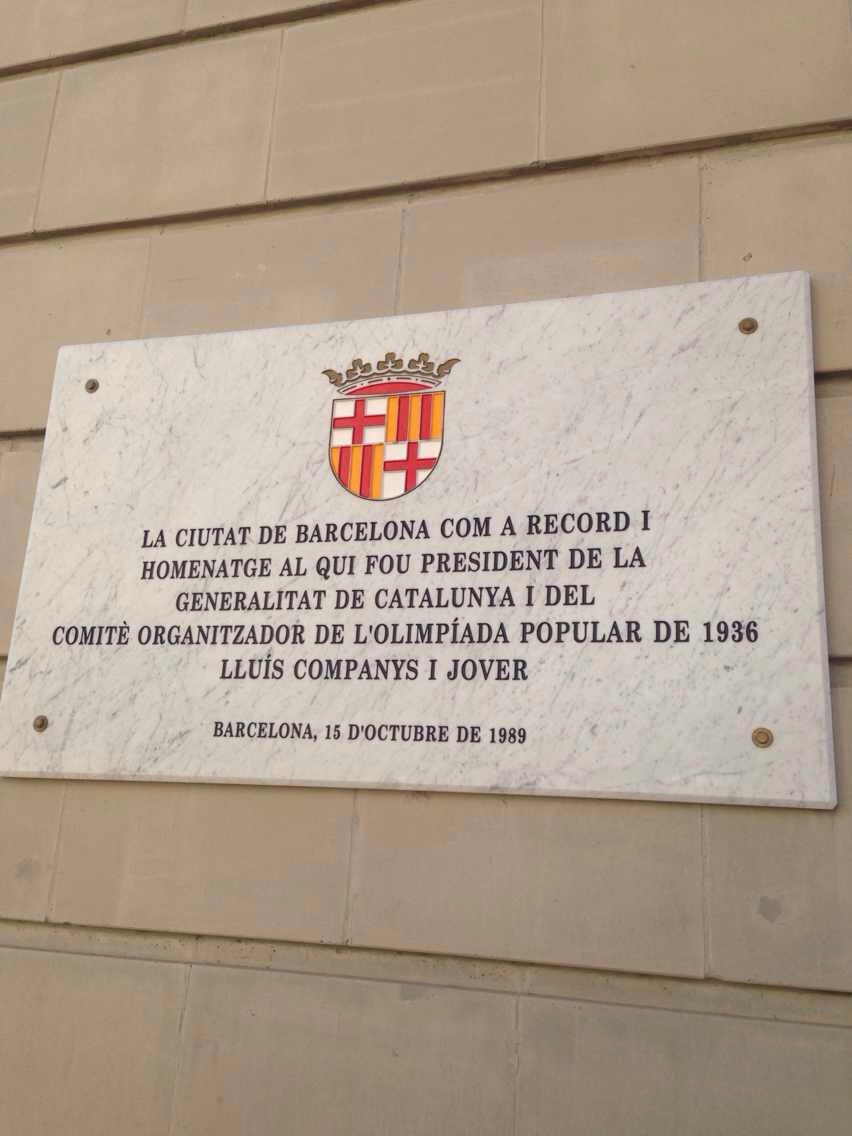 LA CIUTAT DE BARCELONA COM A RECORD I
HOMENATGE AL QUI FOU PRESIDENT DE LA
GENERALITAT DE CATALUNYA I DEL
COMITÈ ORGANITZADOR DE L'OLIMPÍADA POPULAR DE 1936
LLUÍS COMPANYS I JOVER
BARCELONA, 15 D'OCTUBRE DE 1989